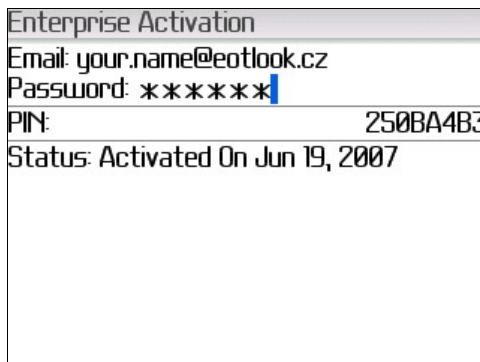 Enterprise Activation
Email: your.name@eotlook.cz
Password: ******
PIN: 250BA4B3
Status: Activated On Jun 19, 2007